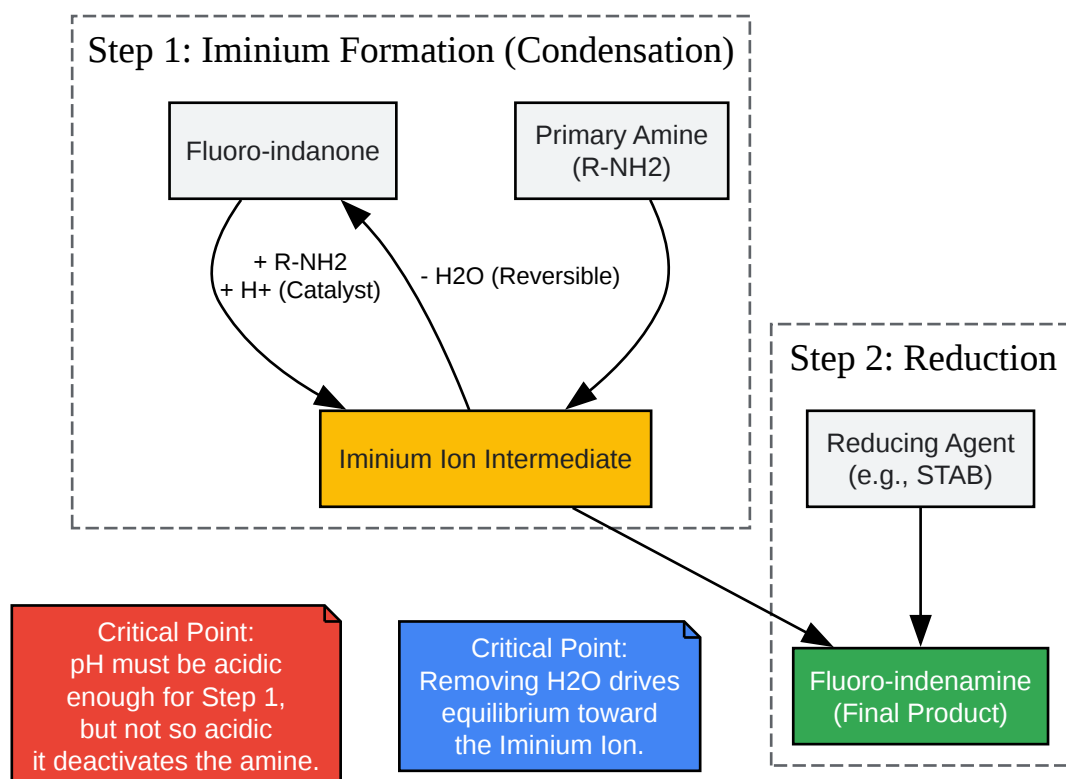 Step 1: Iminium Formation (Condensation)
Fluoro-indanone
Primary Amine
(R-NH2)
+ R-NH2
+ H+ (Catalyst)
- H2O (Reversible)
Iminium Ion Intermediate
Step 2: Reduction
Reducing Agent
(e.g., STAB)
Fluoro-indenamine
(Final Product)
Critical Point:
pH must be acidic
enough for Step 1,
but not so acidic
it deactivates the amine.
Critical Point:
Removing H2O drives
equilibrium toward
the Iminium Ion.